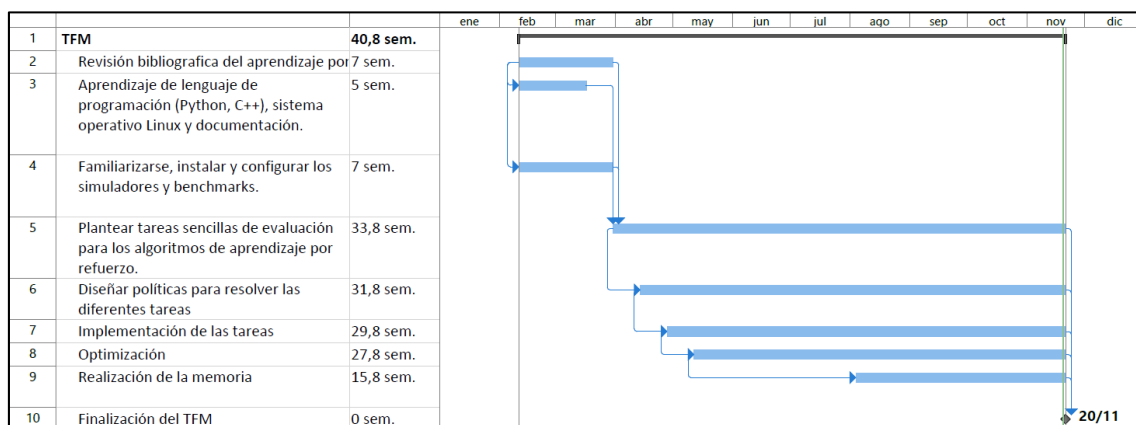 ene feb mar abr may jun jul ago sep oct nov dic
1 TFM 40,8 sem.
2 Revisión bibliografica del aprendizaje por 7 sem.
3 Aprendizaje de lenguaje de 5 sem.
programación (Python, C++), sistema
operativo Linux y documentación.
4 Familiarizarse, instalar y configurar los 7 sem.
simuladores y benchmarks.
5 Plantear tareas sencillas de evaluación 33,8 sem.
para los algoritmos de aprendizaje por
refuerzo.
6 Diseñar políticas para resolver las 31,8 sem.
diferentes tareas
7 Implementación de las tareas 29,8 sem.
8 Optimización 27,8 sem.
9 Realización de la memoria 15,8 sem.
10 Finalización del TFM 0 sem. 20/11